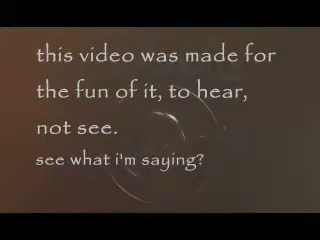 this video was made for
the fun of it, to hear,
not see.
see what i'm saying?